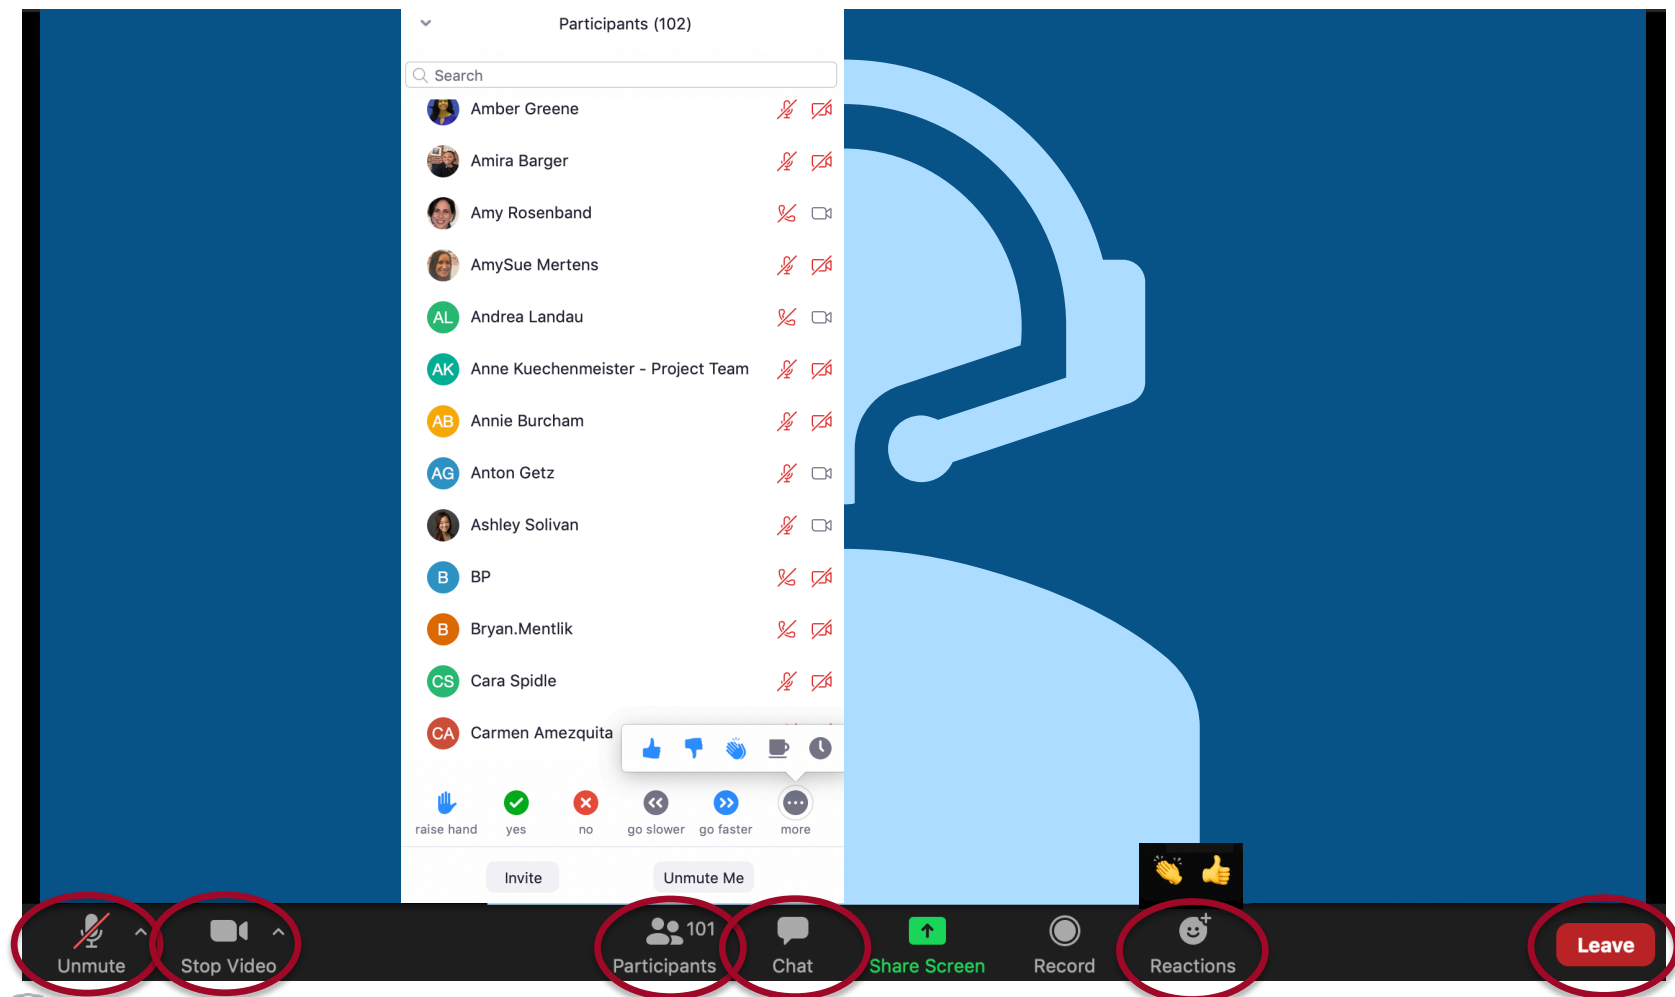 Participants (102)
Search
Amber Greene
Amira Barger
Amy Rosenband
AmySue Mertens
AL Andrea Landau
AK Anne Kuechenmeister - Project Team
AB Annie Burcham
AG Anton Getz
Ashley Solivan
B BP
B Bryan.Mentlik
CS Cara Spidle
CA Carmen Amezquita
raise hand yes no go slower go faster more
Invite Unmute Me
101
Unmute Stop Video Participants Chat Share Screen Record Reactions Leave